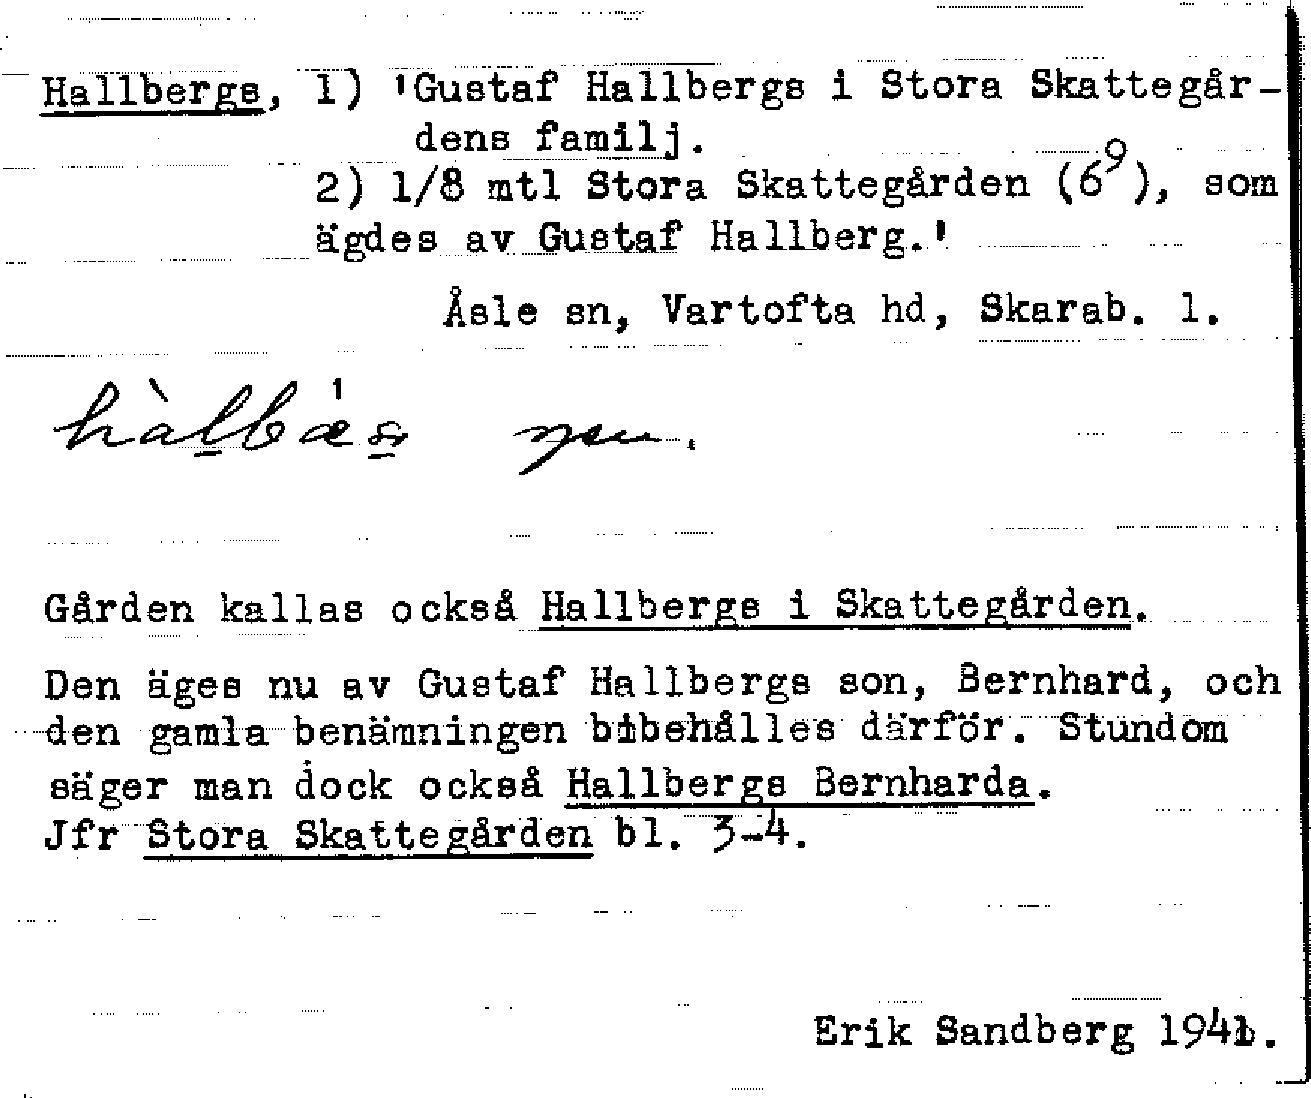 Hallbergs, 1) 'Gustaf Hallbergs i Stora Skattegår-
dens familj.
2) 1/8 mtl Stora Skattegården (6⁹), som
ägdes av Gustaf Hallberg.'
Åsle sn, Vartofta hd, Skarab. l.
Gården kallas också Hallbergs i Skattegården.
Den äges nu av Gustaf Hallbergs son, Bernhard, och
den gamla benämningen bibehålles därför. Stundom
säger man dock också Hallbergs Bernharda.
Jfr Stora Skattegården bl. 3-4.
Erik Sandberg 1941.